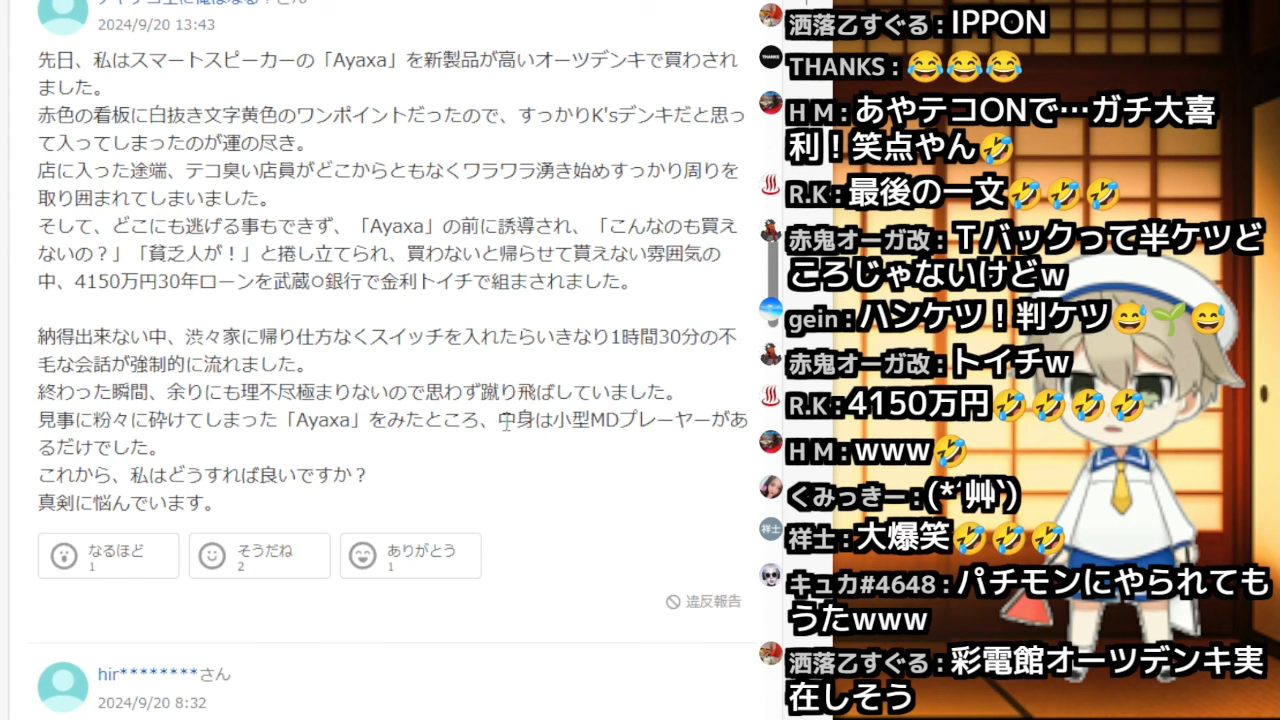 2024/9/20 13:43
先日、私はスマートスピーカーの「Ayaxa」を新製品が高いオーツデンキで買わされ
ました。
赤色の看板に白抜き文字黄色のワンポイントだったので、すっかりK'sデンキだと思っ
て入ってしまったのが運の尽き。
店に入った途端、テコ臭い店員がどこからともなくワラワラ湧き始めすっかり周りを
取り囲まれてしまいました。
そして、どこにも逃げる事もできず、「Ayaxa」の前に誘導され、「こんなのも買え
ないの？」「貧乏人が！」と捲し立てられ、買わないと帰らせて貰えない雰囲気の
中、4150万円30年ローンを武蔵○銀行で金利トイチで組まされました。
納得出来ない中、渋々家に帰り仕方なくスイッチを入れたらいきなり1時間30分の不
毛な会話が強制的に流れました。
終わった瞬間、余りにも理不尽極まりないので思わず蹴り飛ばしていました。
見事に粉々に砕けてしまった「Ayaxa」をみたところ、中身は小型MDプレーヤーがあ
るだけでした。
これから、私はどうすれば良いですか？
真剣に悩んでいます。
なるほど
1
そうだね
2
ありがとう
1
違反報告
hir********さん
2024/9/20 8:32
洒落乙すぐる : IPPON
THANKS : 😂😂😂
H M : あやテコONで…ガチ大喜
利！笑点やん🤣
R.K : 最後の一文🤣🤣🤣
赤鬼オーガ改 : Tバックって半ケツど
ころじゃないけどw
gein : ハンケツ！判ケツ😅🌱😅
赤鬼オーガ改 : トイチw
R.K : 4150万円🤣🤣🤣🤣
H M : www🤣
くみっきー : (*´艸`)
祥士 : 大爆笑🤣🤣🤣
キュカ#4648 : パチモンにやられても
うたwww
洒落乙すぐる : 彩電館オーツデンキ実
在しそう
THANKS
祥士